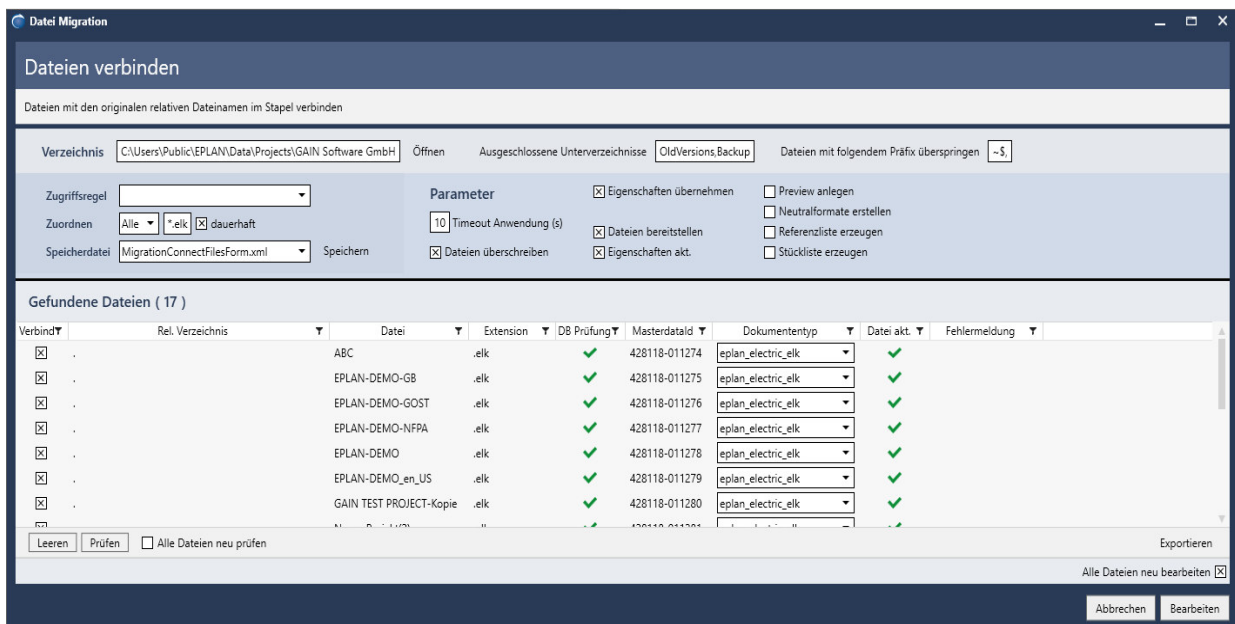 Datei Migration
Dateien verbinden
Dateien mit den originalen relativen Dateinamen im Stapel verbinden
Verzeichnis C:\Users\Public\EPLAN\Data\Projects\GAIN Software GmbH Öffnen Ausgeschlossene Unterverzeichnisse OldVersions,Backup Dateien mit folgendem Präfix überspringen ~$,
Zugriffsregel Parameter Eigenschaften übernehmen Preview anlegen
Neutralformate erstellen
Zuordnen Alle *.elk dauerhaft 10 Timeout Anwendung (s) Dateien bereitstellen Referenzliste erzeugen
Speicherdatei MigrationConnectFilesForm.xml Speichern Dateien überschreiben Eigenschaften akt. Stückliste erzeugen
Gefundene Dateien ( 17 )
Verbind Rel. Verzeichnis Datei Extension DB Prüfung MasterdataId Dokumententyp Datei akt. Fehlermeldung
. ABC .elk 428118-011274 eplan_electric_elk
. EPLAN-DEMO-GB .elk 428118-011275 eplan_electric_elk
. EPLAN-DEMO-GOST .elk 428118-011276 eplan_electric_elk
. EPLAN-DEMO-NFPA .elk 428118-011277 eplan_electric_elk
. EPLAN-DEMO .elk 428118-011278 eplan_electric_elk
. EPLAN-DEMO_en_US .elk 428118-011279 eplan_electric_elk
. GAIN TEST PROJECT-Kopie .elk 428118-011280 eplan_electric_elk
Leeren Prüfen Alle Dateien neu prüfen Exportieren
Alle Dateien neu bearbeiten
Abbrechen Bearbeiten